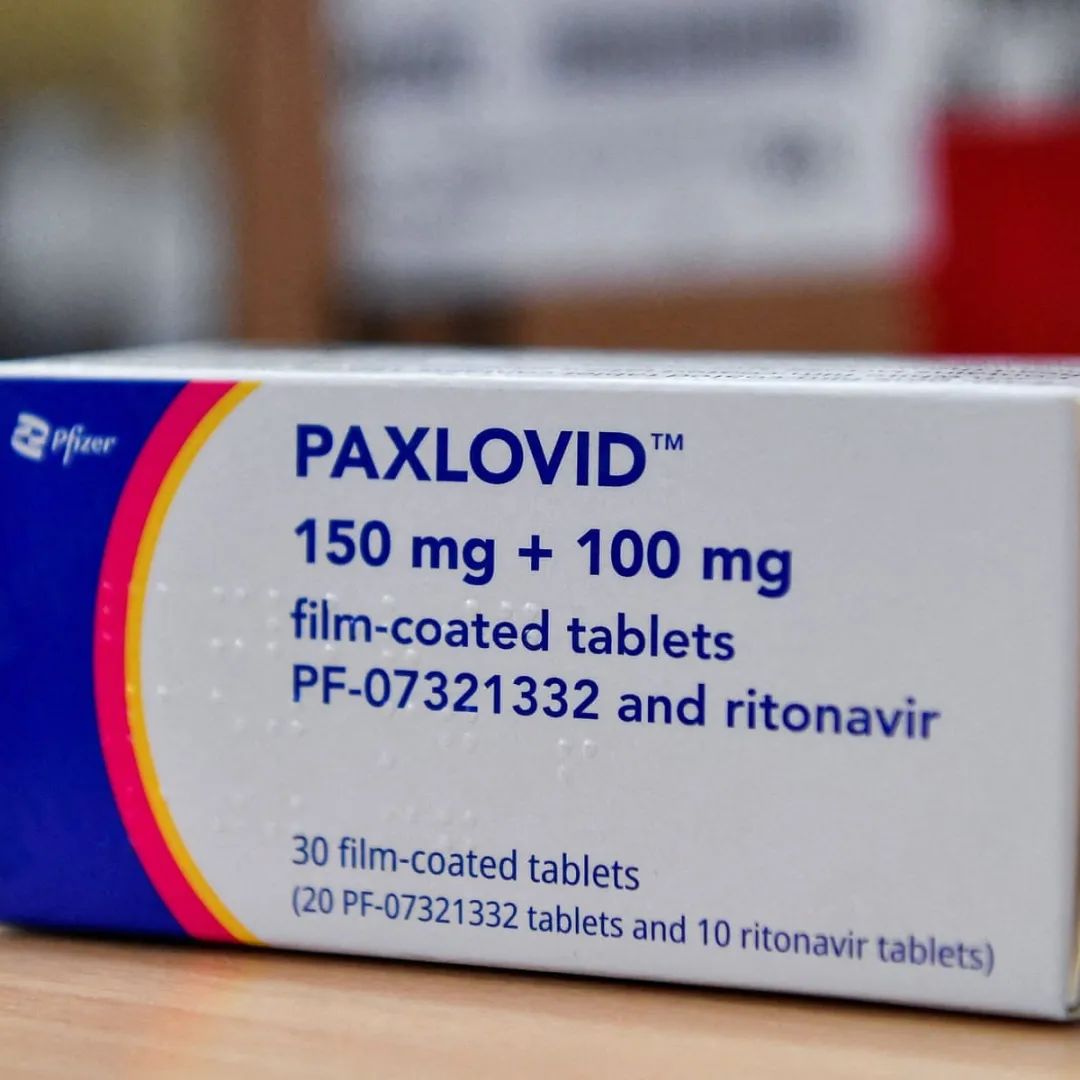 Pfizer
PAXLOVID™
150 mg + 100 mg
film-coated tablets
PF-07321332 and ritonavir
30 film-coated tablets
(20 PF-07321332 tablets and 10 ritonavir tablets)